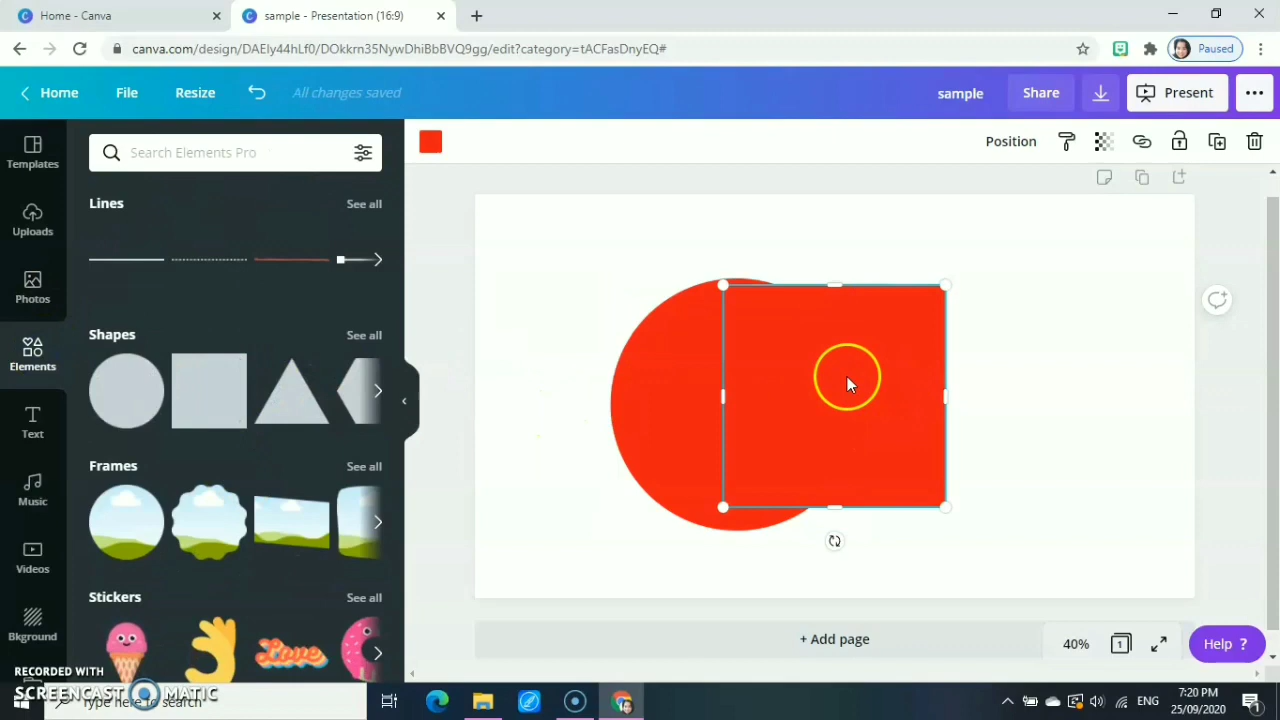 Home - Canva
sample - Presentation (16:9)
canva.com/design/DAEIy44hLf0/DOkkrn35NywDhiBbBVQ9gg/edit?category=tACFasDnyEQ#
Paused
Home
File
Resize
All changes saved
sample
Share
Present
Templates
Uploads
Photos
Elements
Text
Music
Videos
Bkground
Search Elements Pro
Lines
See all
Shapes
See all
Frames
See all
Stickers
See all
Love
Position
+ Add page
40%
1
Help ?
RECORDED WITH
SCREENCAST MATIC
Type here to search
ENG
7:20 PM
25/09/2020